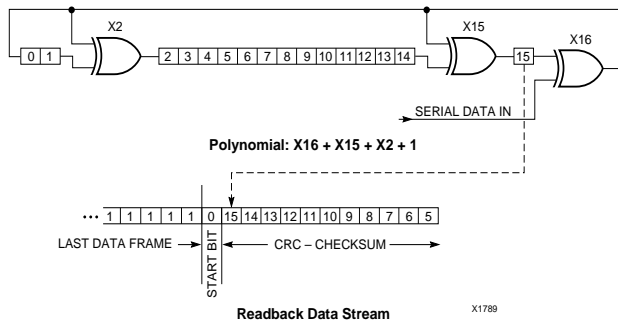 X2
X15
X16
0 1
2 3 4 5 6 7 8 9 10 11 12 13 14
15
SERIAL DATA IN
Polynomial: X16 + X15 + X2 + 1
••• 1 1 1 1 1 0 15 14 13 12 11 10 9 8 7 6 5
LAST DATA FRAME
START BIT
CRC – CHECKSUM
Readback Data Stream
X1789